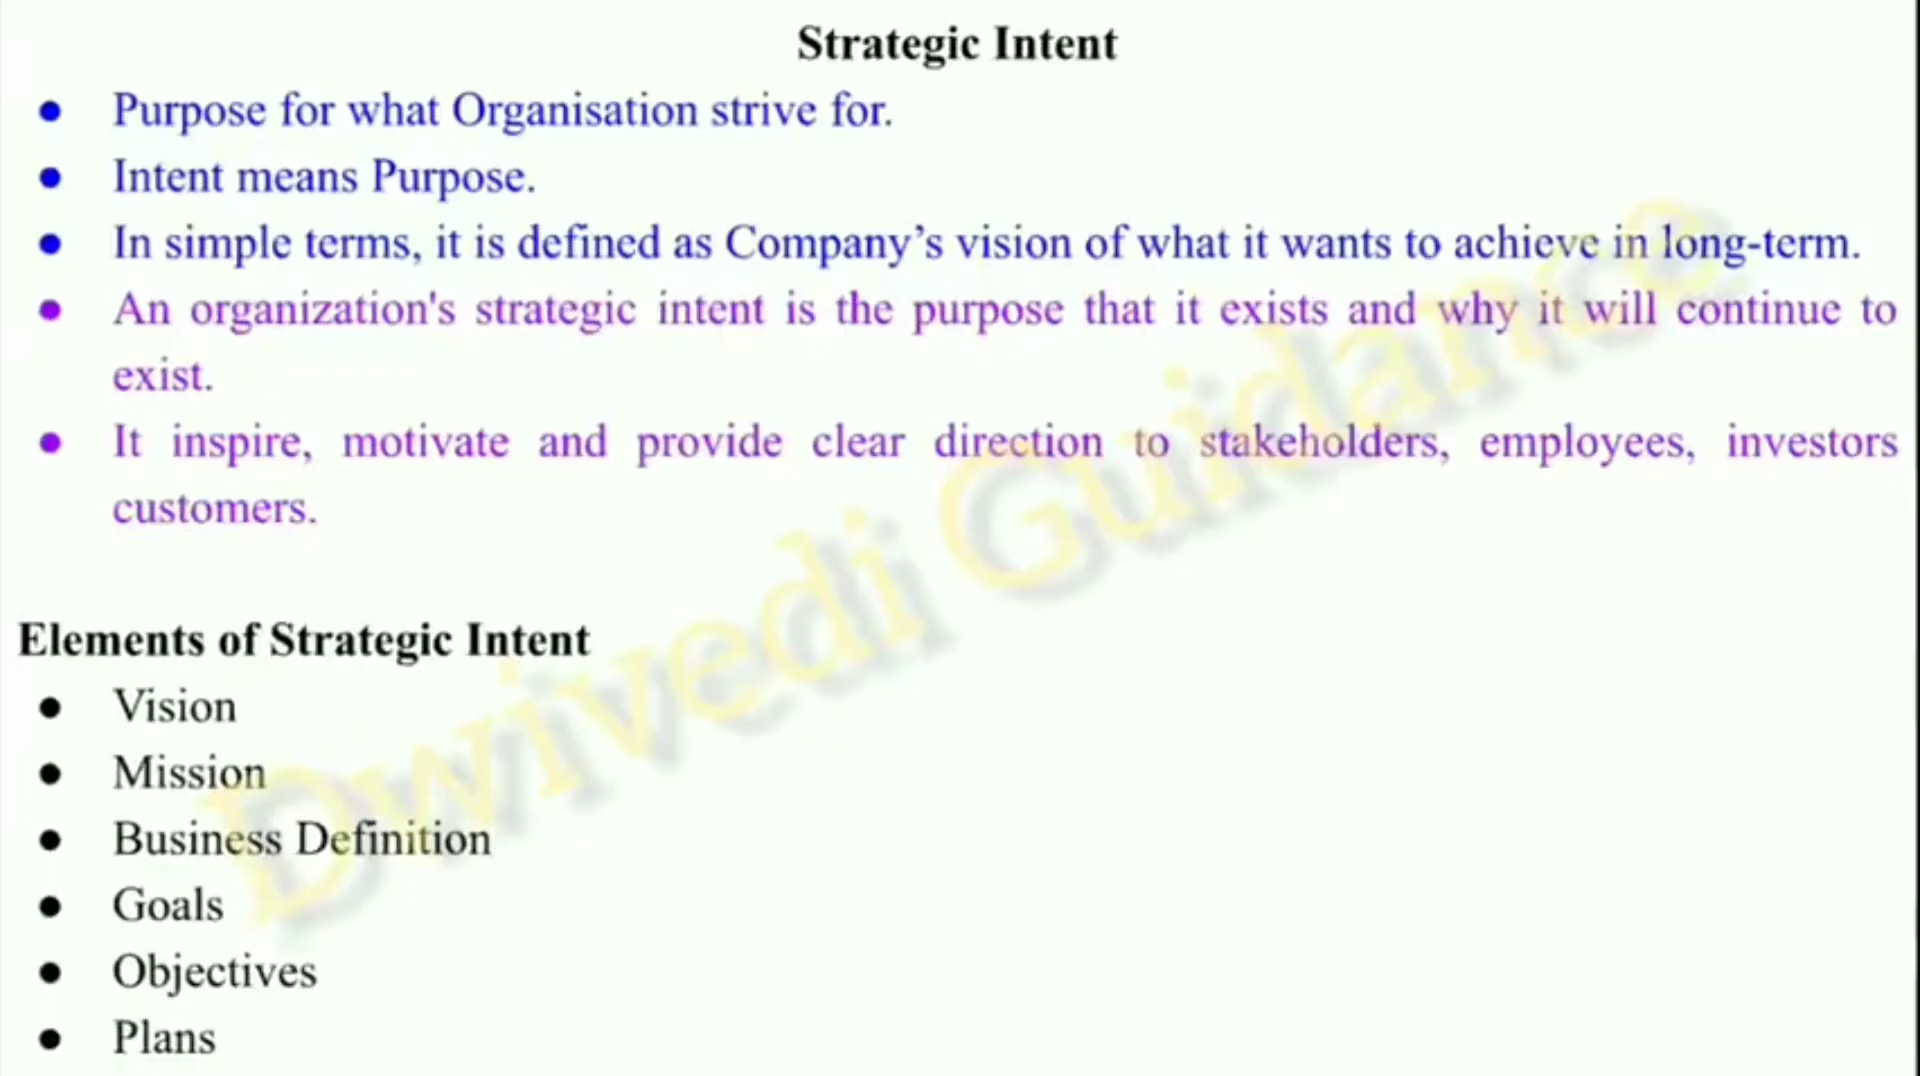 Strategic Intent
● Purpose for what Organisation strive for.
● Intent means Purpose.
● In simple terms, it is defined as Company’s vision of what it wants to achieve in long-term.
● An organization's strategic intent is the purpose that it exists and why it will continue to
exist.
● It inspire, motivate and provide clear direction to stakeholders, employees, investors
customers.
Elements of Strategic Intent
● Vision
● Mission
● Business Definition
● Goals
● Objectives
● Plans
Dwivedi Guidance